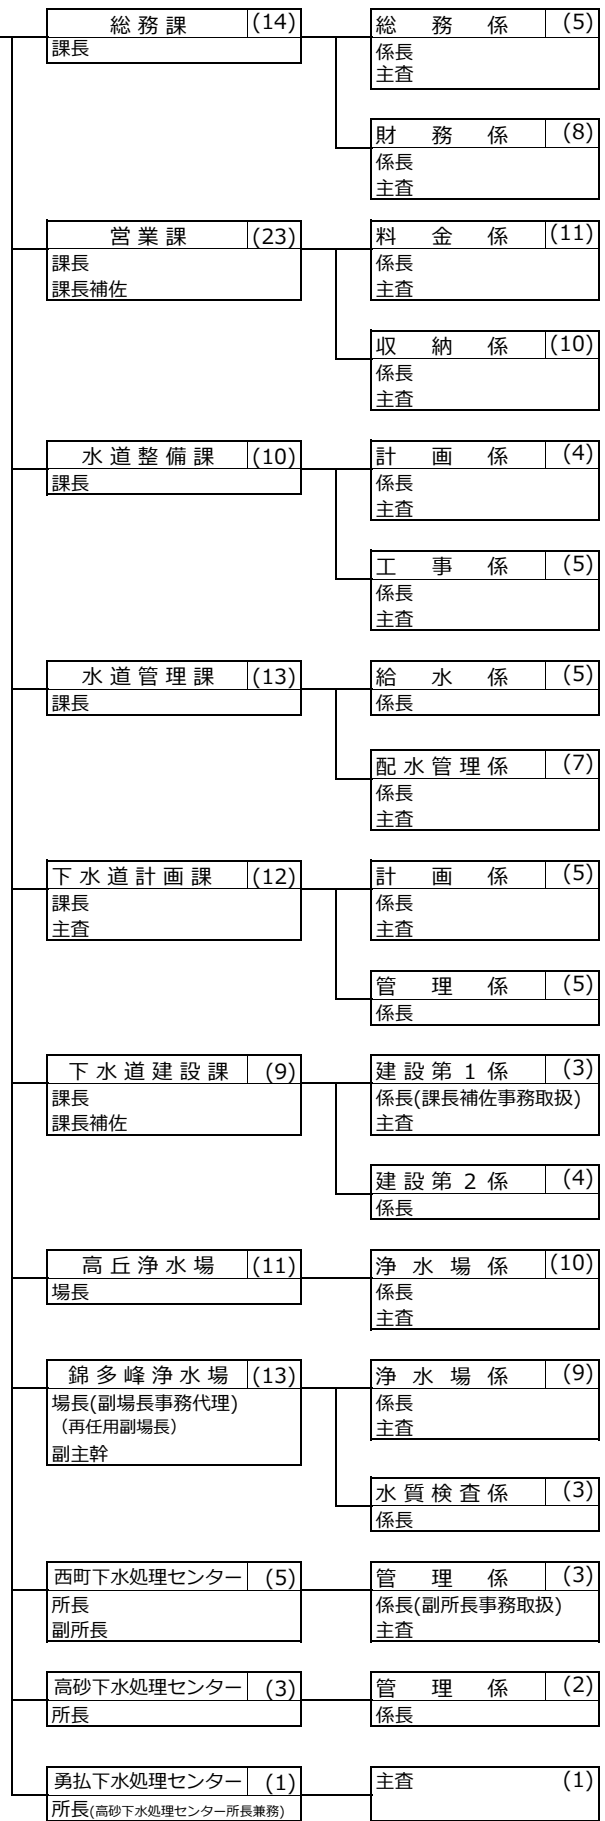 総務課 (14)
課長
総務係 (5)
係長
主査
財務係 (8)
係長
主査
営業課 (23)
課長
課長補佐
料金係 (11)
係長
主査
収納係 (10)
係長
主査
水道整備課 (10)
課長
計画係 (4)
係長
主査
工事係 (5)
係長
主査
水道管理課 (13)
課長
給水係 (5)
係長
配水管理係 (7)
係長
主査
下水道計画課 (12)
課長
主査
計画係 (5)
係長
主査
管理係 (5)
係長
下水道建設課 (9)
課長
課長補佐
建設第1係 (3)
係長(課長補佐事務取扱)
主査
建設第2係 (4)
係長
高丘浄水場 (11)
場長
浄水場係 (10)
係長
主査
錦多峰浄水場 (13)
場長(副場長事務代理)
（再任用副場長）
副主幹
浄水場係 (9)
係長
主査
水質検査係 (3)
係長
西町下水処理センター (5)
所長
副所長
管理係 (3)
係長(副所長事務取扱)
主査
高砂下水処理センター (3)
所長
管理係 (2)
係長
勇払下水処理センター (1)
所長(高砂下水処理センター所長兼務)
主査 (1)